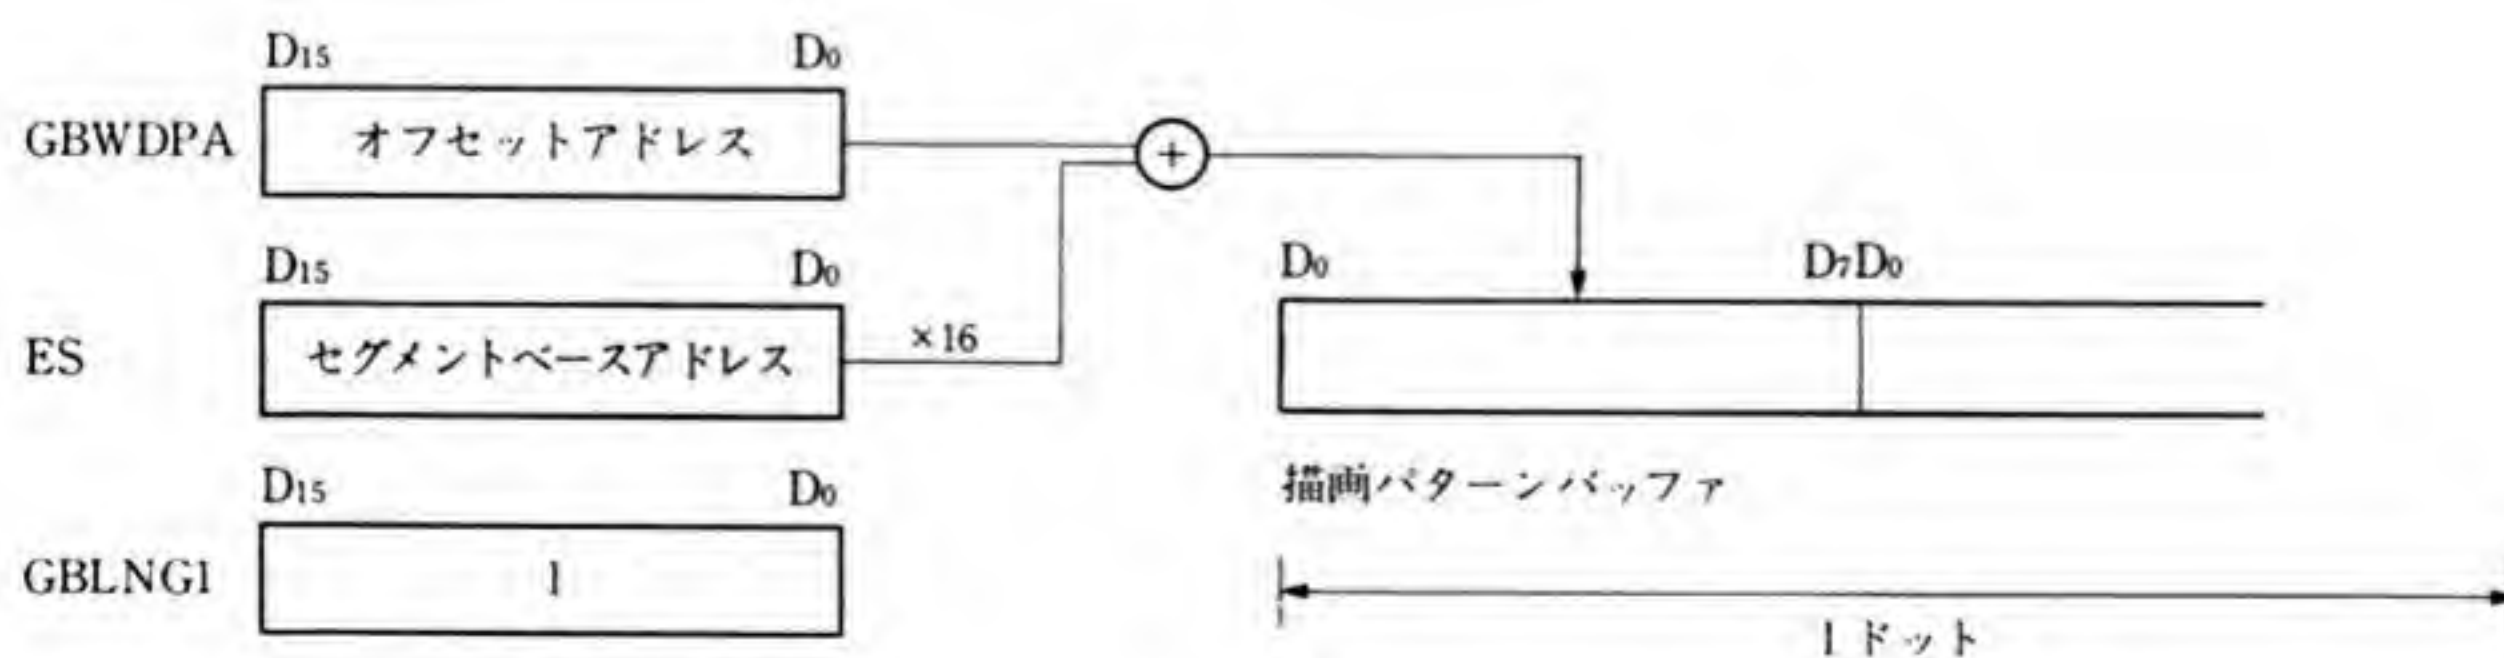 D15 D0
GBWDPA オフセットアドレス
+
D15 D0
ES セグメントベースアドレス ×16
D0 D7D0
D15 D0
描画パターンバッファ
GBLNG1 l
lドット